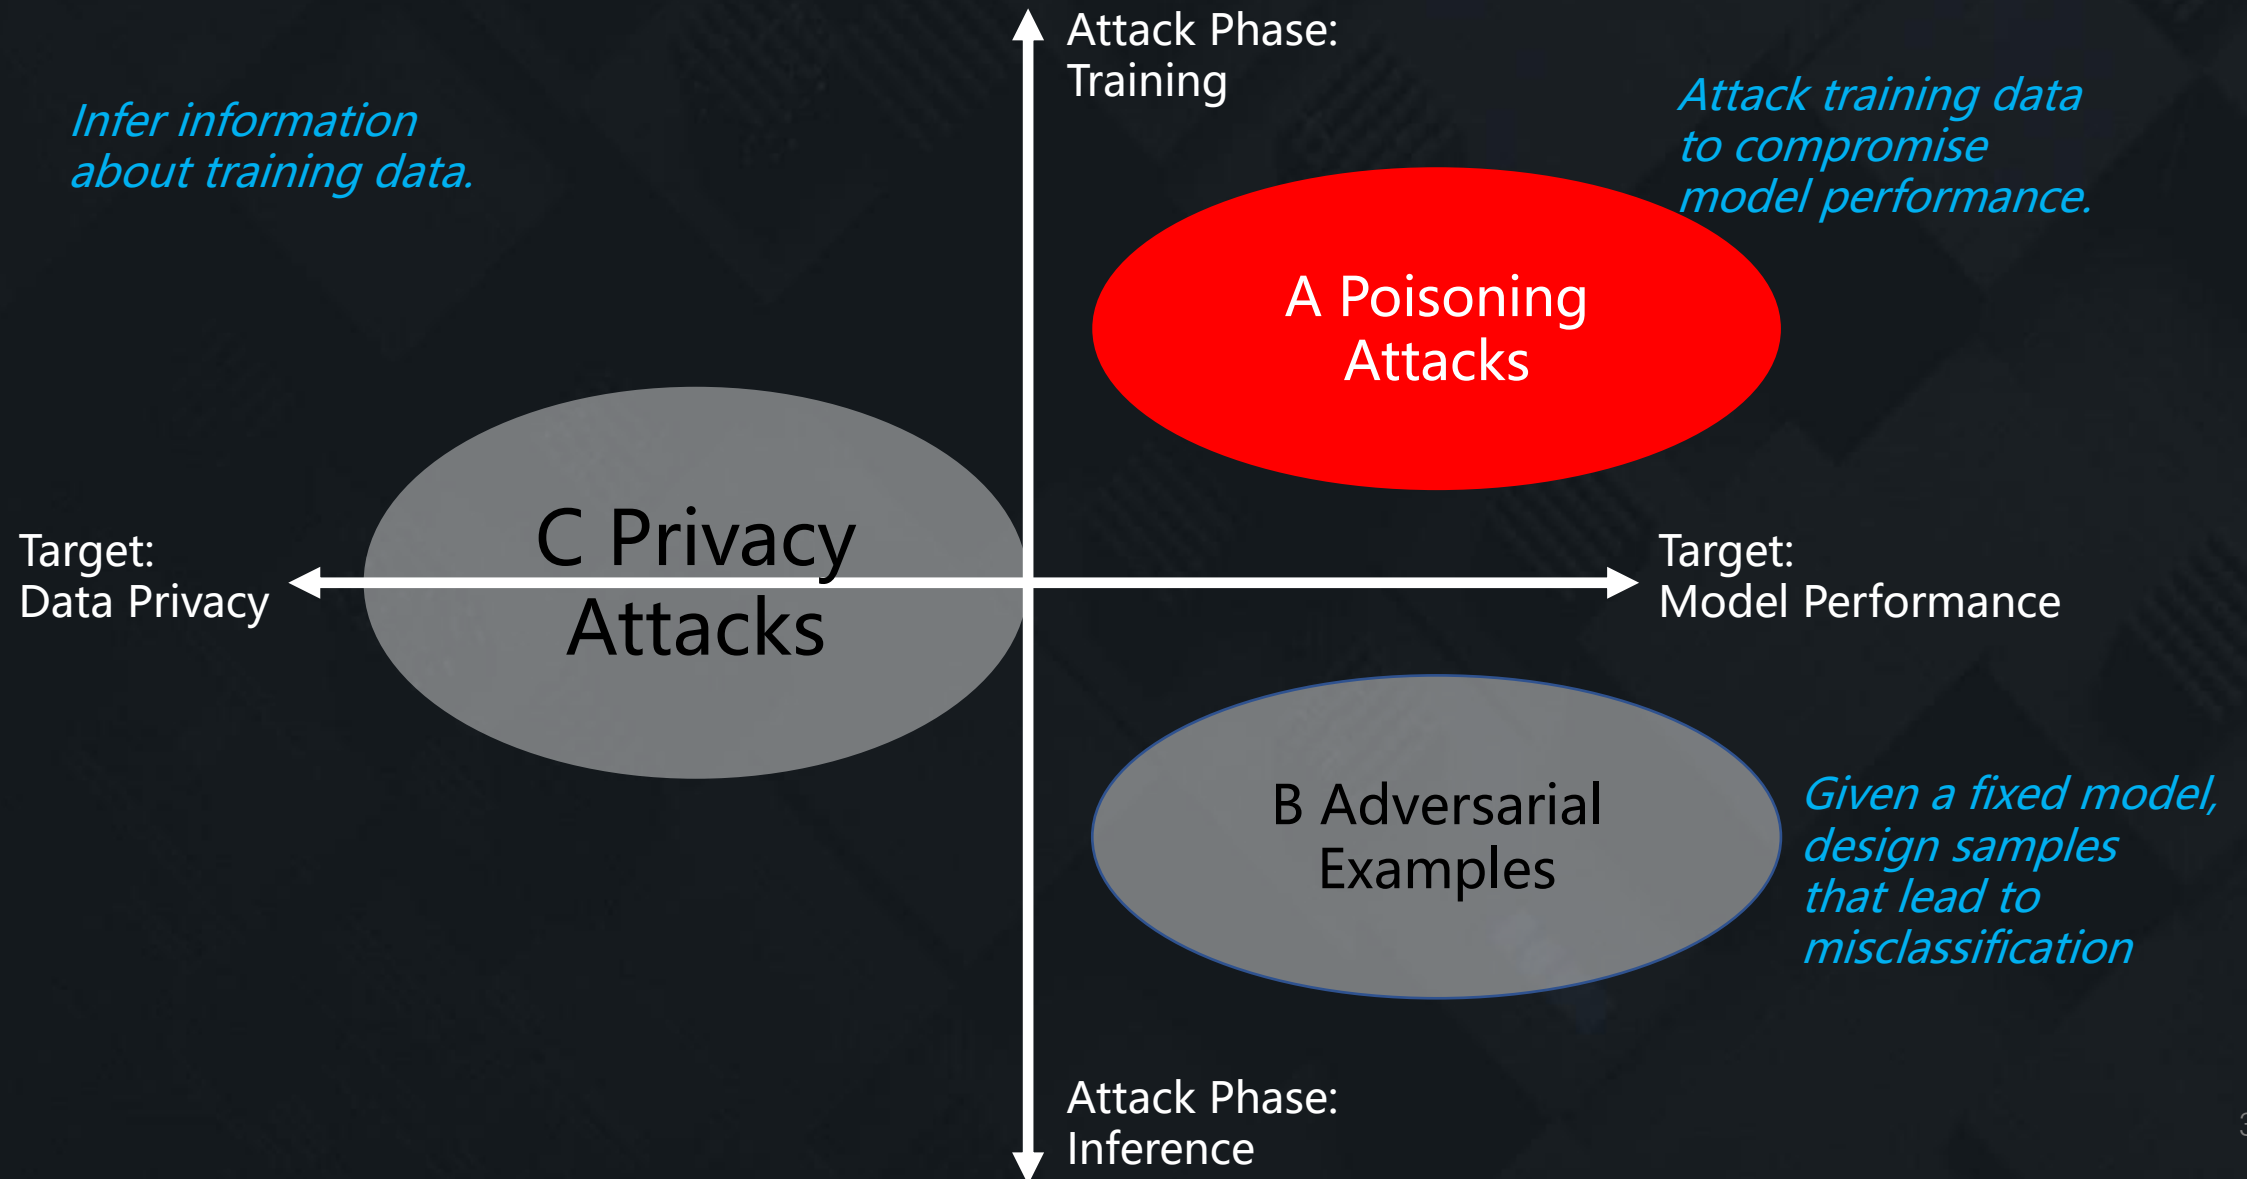 Attack Phase:
Training
Infer information
about training data.
Attack training data
to compromise
model performance.
A Poisoning
Attacks
C Privacy
Attacks
Target:
Data Privacy
Target:
Model Performance
B Adversarial
Examples
Given a fixed model,
design samples
that lead to
misclassification
Attack Phase:
Inference